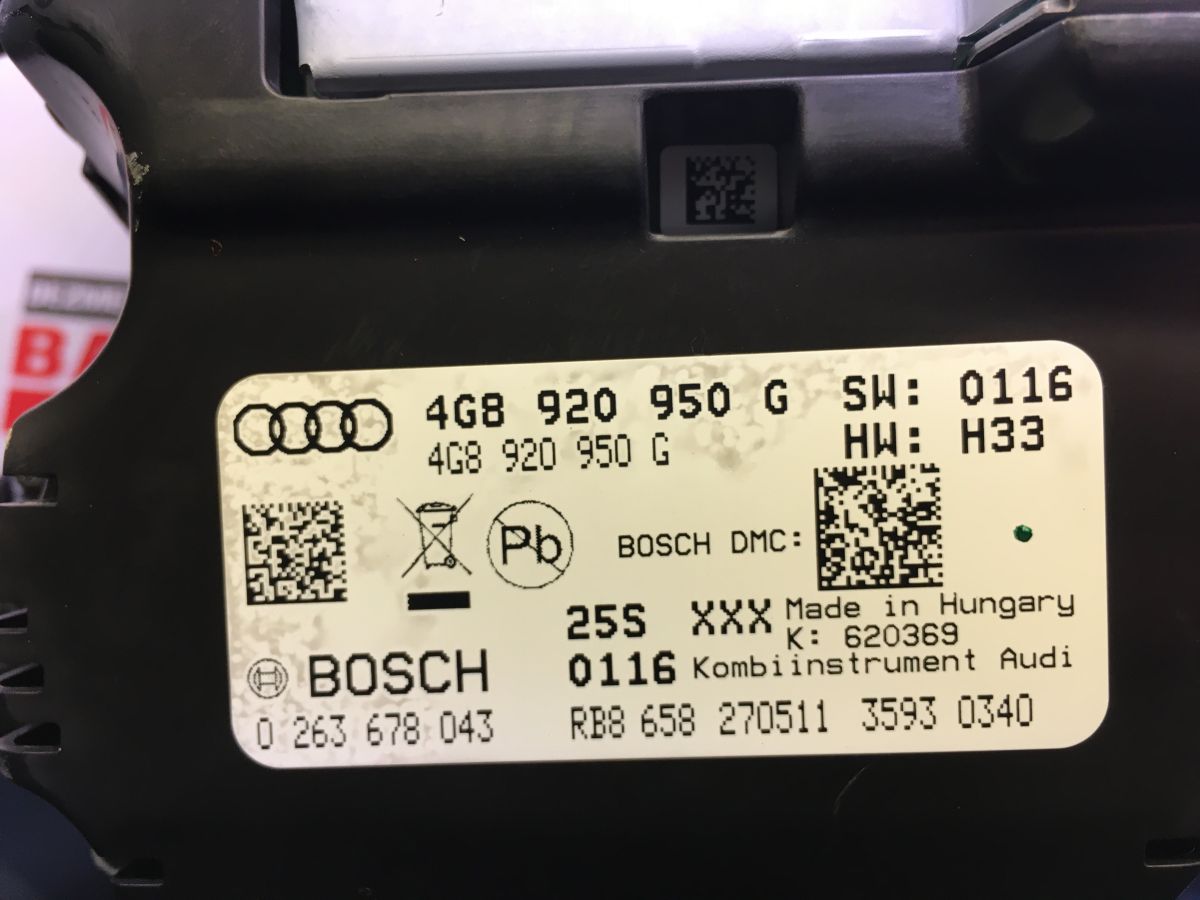 4G8 920 950 G SW: 0116
4G8 920 950 G HW: H33
Pb BOSCH DMC:
25S XXX Made in Hungary
K: 620369
BOSCH 0116 Kombiinstrument Audi
0 263 678 043 RB8 658 270511 3593 0340